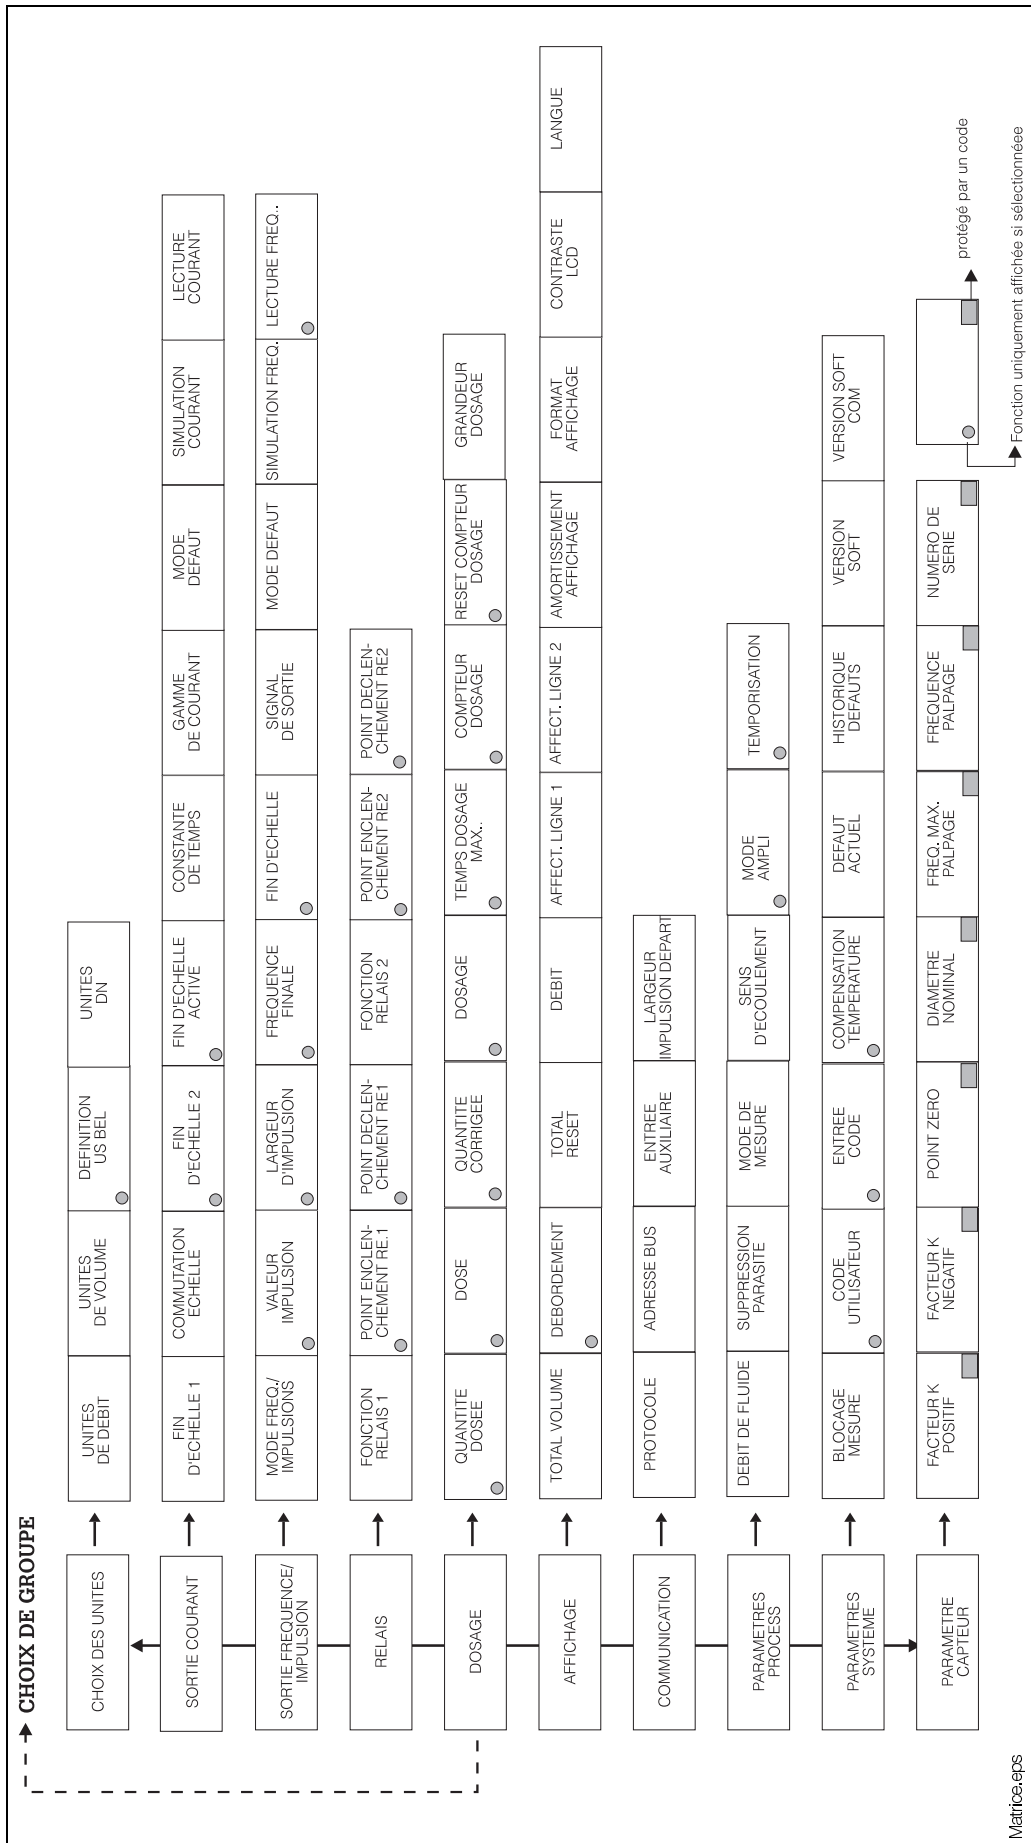 CHOIX DE GROUPE
CHOIX DES UNITES
UNITES
DE DEBIT
UNITES
DE VOLUME
DEFINITION
US BEL
UNITES
DN
SORTIE COURANT
FIN
D'ECHELLE 1
COMMUTATION
ECHELLE
FIN
D'ECHELLE 2
FIN D'ECHELLE
ACTIVE
CONSTANTE
DE TEMPS
GAMME
DE COURANT
MODE
DEFAUT
SIMULATION
COURANT
LECTURE
COURANT
SORTIE FREQUENCE/
IMPULSION
MODE FREQ./
IMPULSIONS
VALEUR
IMPULSION
LARGEUR
D'IMPULSION
FREQUENCE
FINALE
FIN D'ECHELLE
SIGNAL
DE SORTIE
MODE DEFAUT
SIMULATION FREQ.
LECTURE FREQ..
RELAIS
FONCTION
RELAIS 1
POINT ENCLEN-
CHEMENT RE.1
POINT DECLEN-
CHEMENT RE1
FONCTION
RELAIS 2
POINT ENCLEN-
CHEMENT RE2
POINT DECLEN-
CHEMENT RE2
DOSAGE
QUANTITE
DOSEE
DOSE
QUANTITE
CORRIGEE
DOSAGE
TEMPS DOSAGE
MAX..
COMPTEUR
DOSAGE
RESET COMPTEUR
DOSAGE
GRANDEUR
DOSAGE
AFFICHAGE
TOTAL VOLUME
DEBORDEMENT
TOTAL
RESET
DEBIT
AFFECT. LIGNE 1
AFFECT. LIGNE 2
AMORTISSEMENT
AFFICHAGE
FORMAT
AFFICHAGE
CONTRASTE
LCD
LANGUE
COMMUNICATION
PROTOCOLE
ADRESSE BUS
ENTREE
AUXILIAIRE
LARGEUR
IMPULSION DEPART
PARAMETRES
PROCESS
DEBIT DE FLUIDE
SUPPRESSION
PARASITE
MODE DE
MESURE
SENS
D'ECOULEMENT
MODE
AMPLI
TEMPORISATION
PARAMETRES
SYSTEME
BLOCAGE
MESURE
CODE
UTILISATEUR
ENTREE
CODE
COMPENSATION
TEMPERATURE
DEFAUT
ACTUEL
HISTORIQUE
DEFAUTS
VERSION
SOFT
VERSION SOFT
COM
PARAMETRE
CAPTEUR
FACTEUR K
POSITIF
FACTEUR K
NEGATIF
POINT ZERO
DIAMETRE
NOMINAL
FREQ. MAX.
PALPAGE
FREQUENCE
PALPAGE
NUMERO DE
SERIE
protégé par un code
Fonction uniquement affichée si sélectionnéee
Matrice.eps